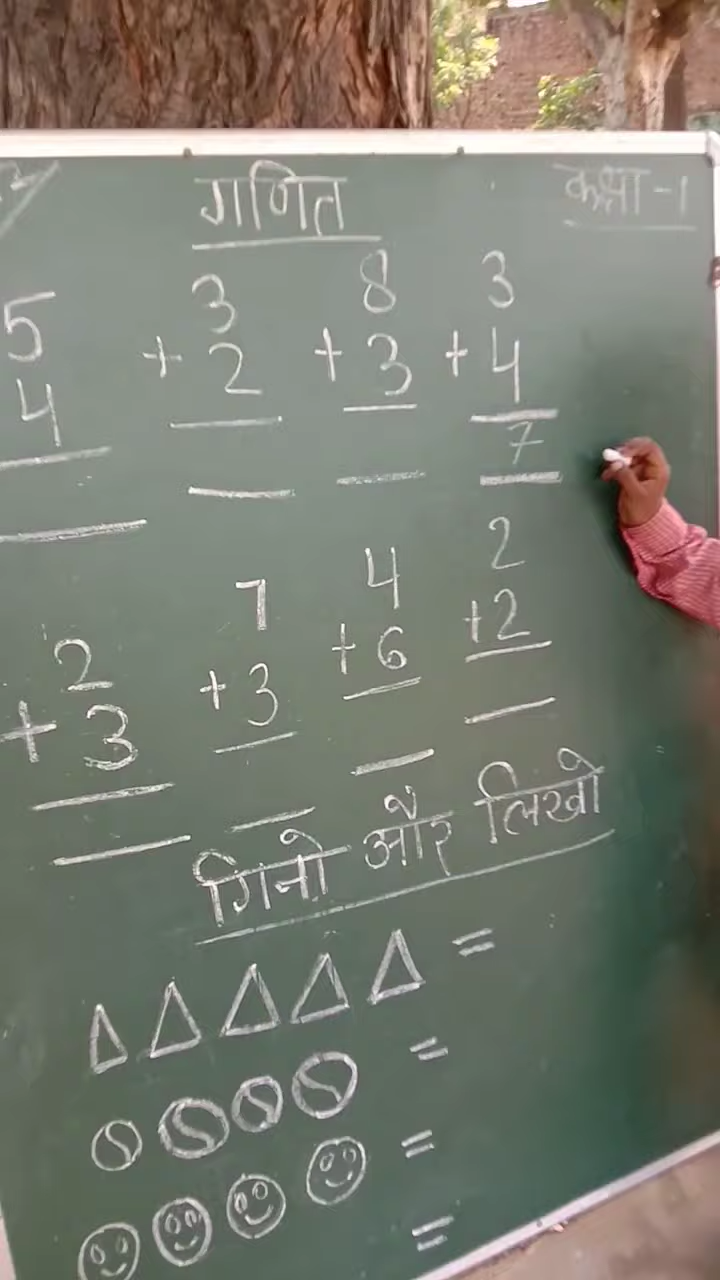 गणित कक्षा-1
5 3 8 3
4 + 2 + 3 + 4
7
2 7 4 2
+ 3 + 3 + 6 + 2
गिनो और लिखो
=
=
=
=